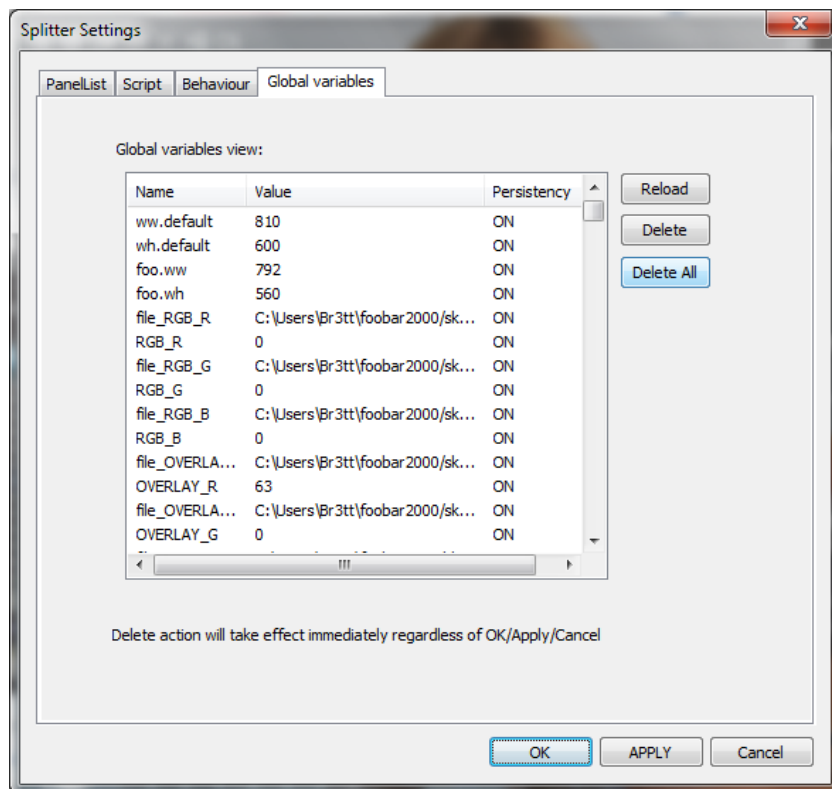 Splitter Settings
PanelList Script Behaviour Global variables
Global variables view:
Name Value Persistency
ww.default 810 ON
wh.default 600 ON
foo.ww 792 ON
foo.wh 560 ON
file_RGB_R C:\Users\Br3tt\foobar2000/sk... ON
RGB_R 0 ON
file_RGB_G C:\Users\Br3tt\foobar2000/sk... ON
RGB_G 0 ON
file_RGB_B C:\Users\Br3tt\foobar2000/sk... ON
RGB_B 0 ON
file_OVERLA... C:\Users\Br3tt\foobar2000/sk... ON
OVERLAY_R 63 ON
file_OVERLA... C:\Users\Br3tt\foobar2000/sk... ON
OVERLAY_G 0 ON
Reload
Delete
Delete All
Delete action will take effect immediately regardless of OK/Apply/Cancel
OK APPLY Cancel